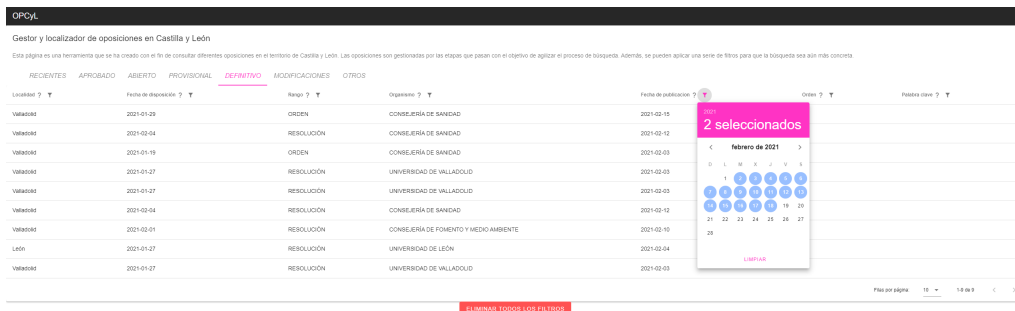 OPCyL
Gestor y localizador de oposiciones en Castilla y León
Esta página es una herramienta que se ha creado con el fin de consultar diferentes oposiciones en el territorio de Castilla y León. Las oposiciones son gestionadas por las etapas que pasan con el objetivo de agilizar el proceso de búsqueda. Además, se pueden aplicar una serie de filtros para que la búsqueda sea aún más concreta.
RECIENTES APROBADO ABIERTO PROVISIONAL DEFINITIVO MODIFICACIONES OTROS
Localidad ? Fecha de disposición ? Rango ? Organismo ? Fecha de publicacion ? Orden ? Palabra clave ?
Valladolid 2021-01-29 ORDEN CONSEJERÍA DE SANIDAD 2021-02-15
Valladolid 2021-02-04 RESOLUCIÓN CONSEJERÍA DE SANIDAD 2021-02-12
Valladolid 2021-01-19 ORDEN CONSEJERÍA DE SANIDAD 2021-02-03
Valladolid 2021-01-27 RESOLUCIÓN UNIVERSIDAD DE VALLADOLID 2021-02-03
Valladolid 2021-01-27 RESOLUCIÓN UNIVERSIDAD DE VALLADOLID 2021-02-03
Valladolid 2021-02-04 RESOLUCIÓN CONSEJERÍA DE SANIDAD 2021-02-12
Valladolid 2021-02-01 RESOLUCIÓN CONSEJERÍA DE FOMENTO Y MEDIO AMBIENTE 2021-02-10
León 2021-01-27 RESOLUCIÓN UNIVERSIDAD DE LEÓN 2021-02-04
Valladolid 2021-01-27 RESOLUCIÓN UNIVERSIDAD DE VALLADOLID 2021-02-03
2021
2 seleccionados
febrero de 2021
D L M X J V S
1 2 3 4 5 6
7 8 9 10 11 12 13
14 15 16 17 18 19 20
21 22 23 24 25 26 27
28
LIMPIAR
Filas por página: 10 1-9 de 9
ELIMINAR TODOS LOS FILTROS